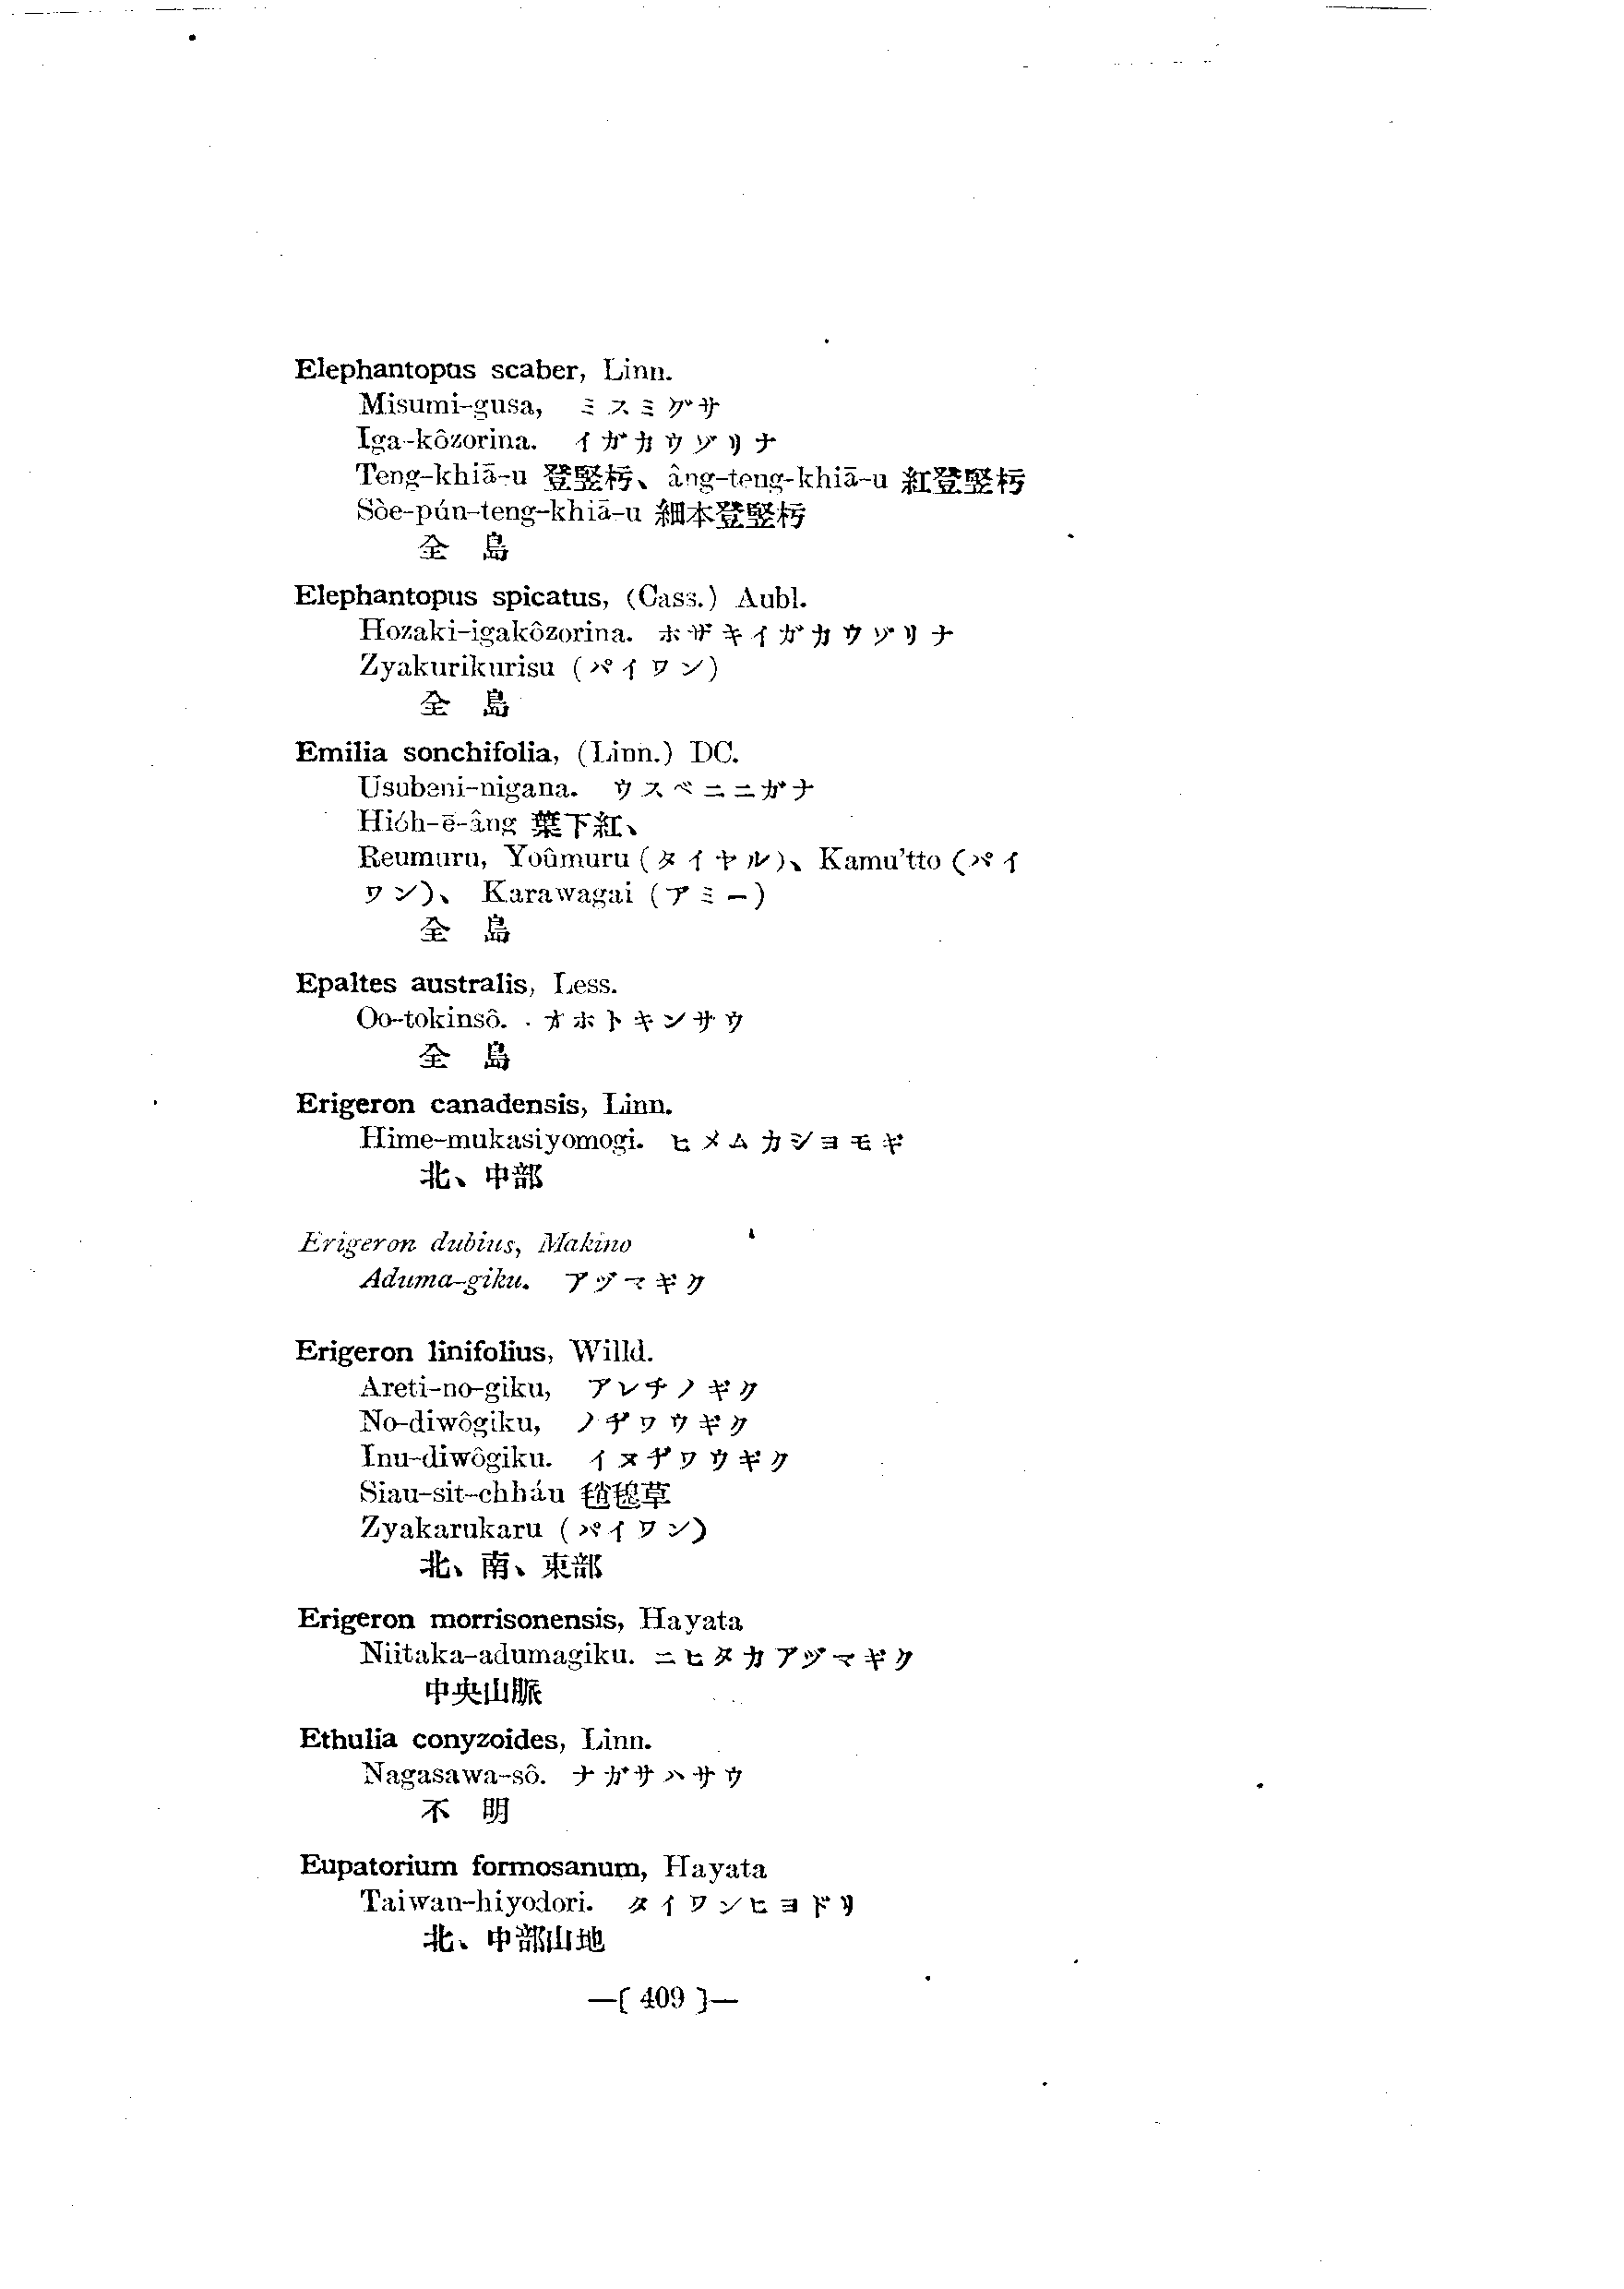 Elephantopus scaber, Linn.
Misumi-gusa, ミスミグサ
Iga-kôzorina. イガカウゾリナ
Teng-khiā-u 登竪杇、âng-teng-khiā-u 紅登竪杇
Sòe-pún-teng-khiā-u 細本登竪杇
全 島
Elephantopus spicatus, (Cass.) Aubl.
Hozaki-igakôzorina. ホザキイガカウゾリナ
Zyakurikurisu (パイワン)
全 島
Emilia sonchifolia, (Linn.) DC.
Usubeni-nigana. ウスベニニガナ
Hióh-ē-âng 葉下紅、
Reumuru, Yoûmuru (タイヤル)、Kamu'tto (パイ
ワン)、 Karawagai (アミー)
全 島
Epaltes australis, Less.
Oo-tokinsô. オホトキンサウ
全 島
Erigeron canadensis, Linn.
Hime-mukasiyomogi. ヒメムカシヨモギ
北、中部
Erigeron dubius, Makino
Aduma-giku. アヅマギク
Erigeron linifolius, Willd.
Areti-no-giku, アレチノギク
No-diwôgiku, ノヂワウギク
Inu-diwôgiku. イヌヂワウギク
Siau-sit-chháu 草
Zyakarukaru (パイワン)
北、南、東部
Erigeron morrisonensis, Hayata
Niitaka-adumagiku. ニヒタカアヅマギク
中央山脈
Ethulia conyzoides, Linn.
Nagasawa-sô. ナガサハサウ
不 明
Eupatorium formosanum, Hayata
Taiwan-hiyodori. タイワンヒヨドリ
北、中部山地
—[ 409 ]—